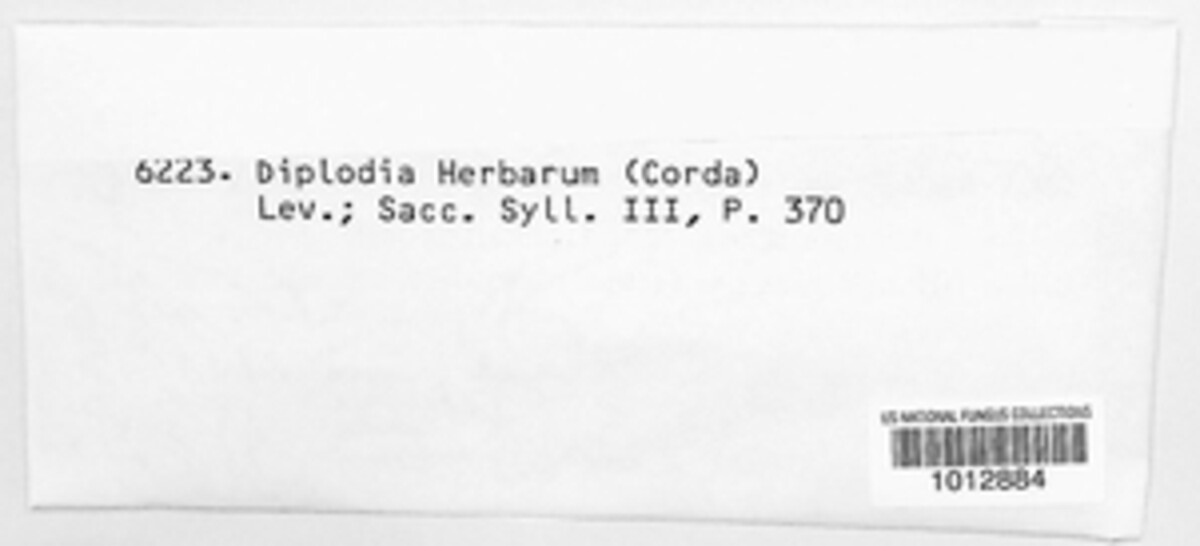 6223. Diplodia Herbarum (Corda)
Lev.; Sacc. Syll. III, P. 370
US NATIONAL FUNGUS COLLECTIONS
1012884